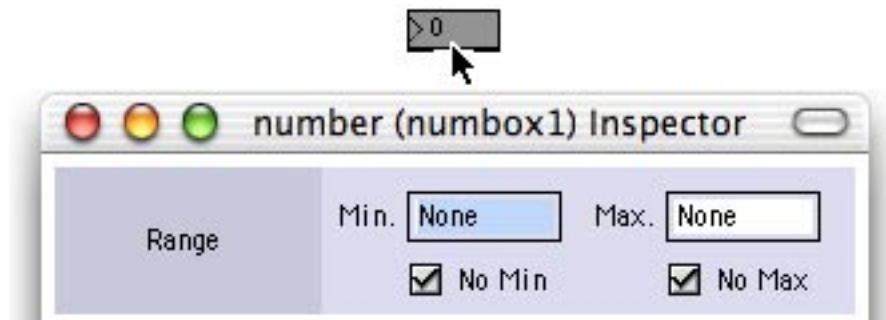 0
number (numbox1) Inspector
Range
Min. None Max. None
No Min No Max